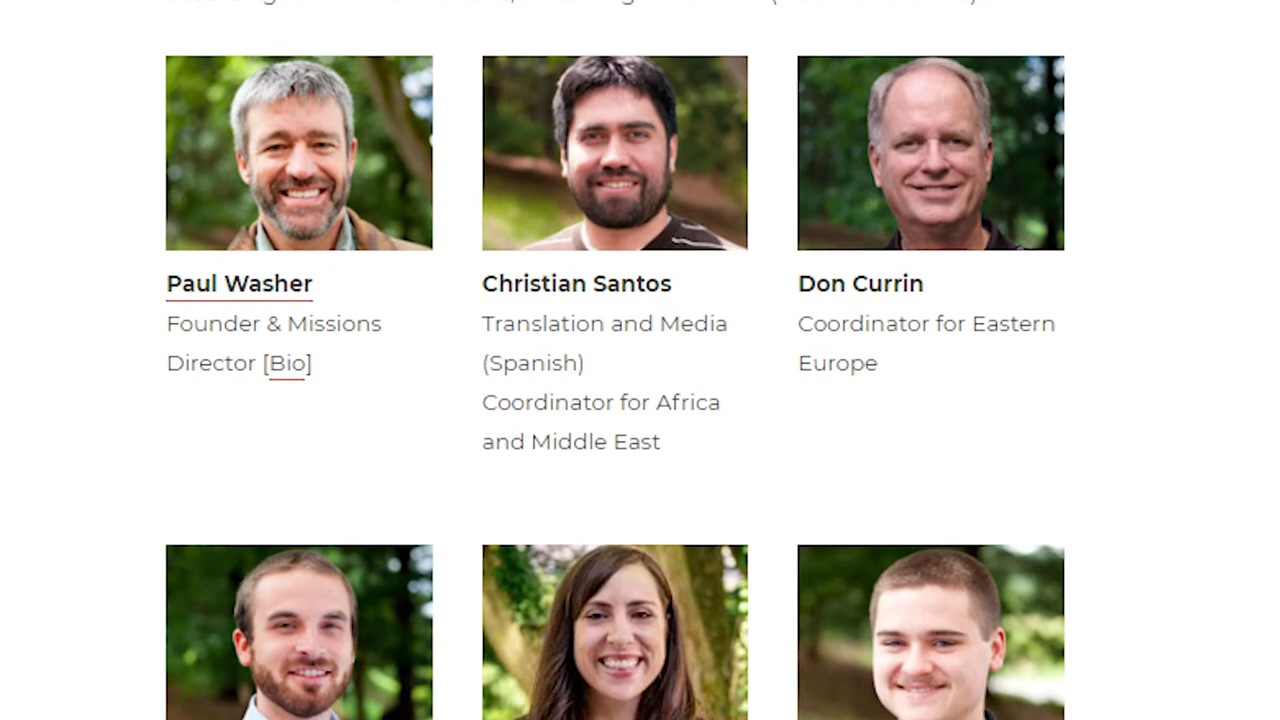 Paul Washer
Founder & Missions
Director [Bio]
Christian Santos
Translation and Media
(Spanish)
Coordinator for Africa
and Middle East
Don Currin
Coordinator for Eastern
Europe